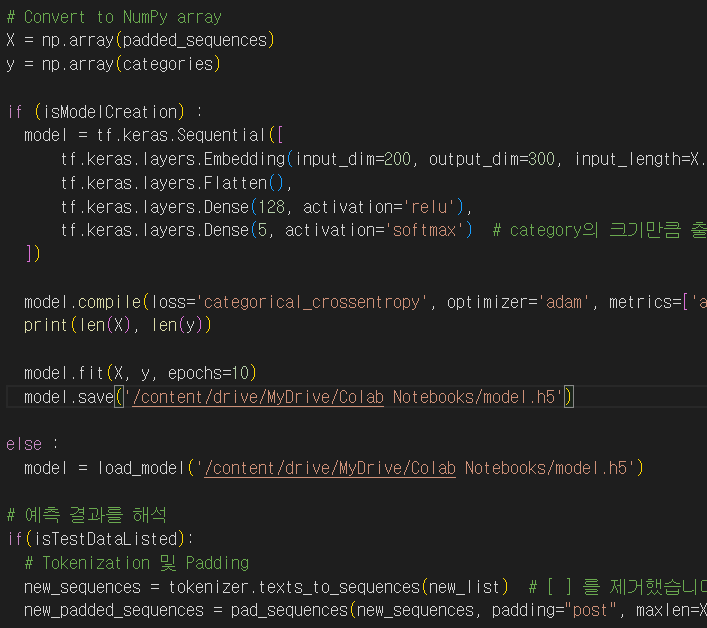 # Convert to NumPy array
X = np.array(padded_sequences)
y = np.array(categories)
if (isModelCreation) :
model = tf.keras.Sequential([
tf.keras.layers.Embedding(input_dim=200, output_dim=300, input_length=X.
tf.keras.layers.Flatten(),
tf.keras.layers.Dense(128, activation='relu'),
tf.keras.layers.Dense(5, activation='softmax') # category의 크기만큼 출
])
model.compile(loss='categorical_crossentropy', optimizer='adam', metrics=['a
print(len(X), len(y))
model.fit(X, y, epochs=10)
model.save('/content/drive/MyDrive/Colab Notebooks/model.h5')
else :
model = load_model('/content/drive/MyDrive/Colab Notebooks/model.h5')
# 예측 결과를 해석
if(isTestDataListed):
# Tokenization 및 Padding
new_sequences = tokenizer.texts_to_sequences(new_list) # [ ] 를 제거했습니다
new_padded_sequences = pad_sequences(new_sequences, padding="post", maxlen=X